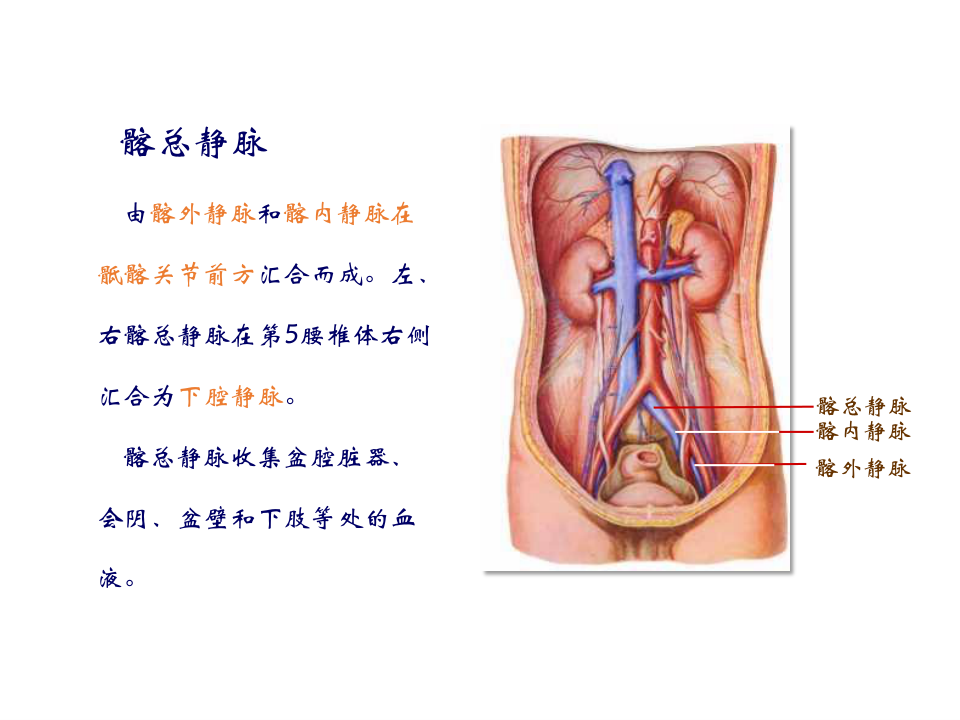 髂总静脉
由髂外静脉和髂内静脉在
骶髂关节前方汇合而成。左、
右髂总静脉在第5腰椎体右侧
汇合为下腔静脉。
髂总静脉收集盆腔脏器、
会阴、盆壁和下肢等处的血
液。
髂总静脉
髂内静脉
髂外静脉